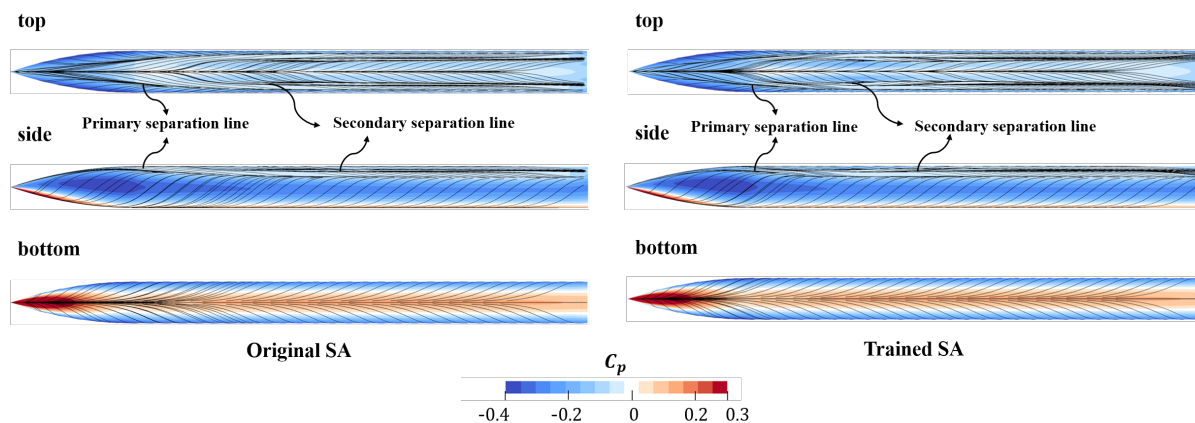 top
top
Primary separation line
Secondary separation line
Primary separation line
Secondary separation line
side
side
bottom
bottom
Original SA
Trained SA
C_p
-0.4 -0.2 0 0.2 0.3